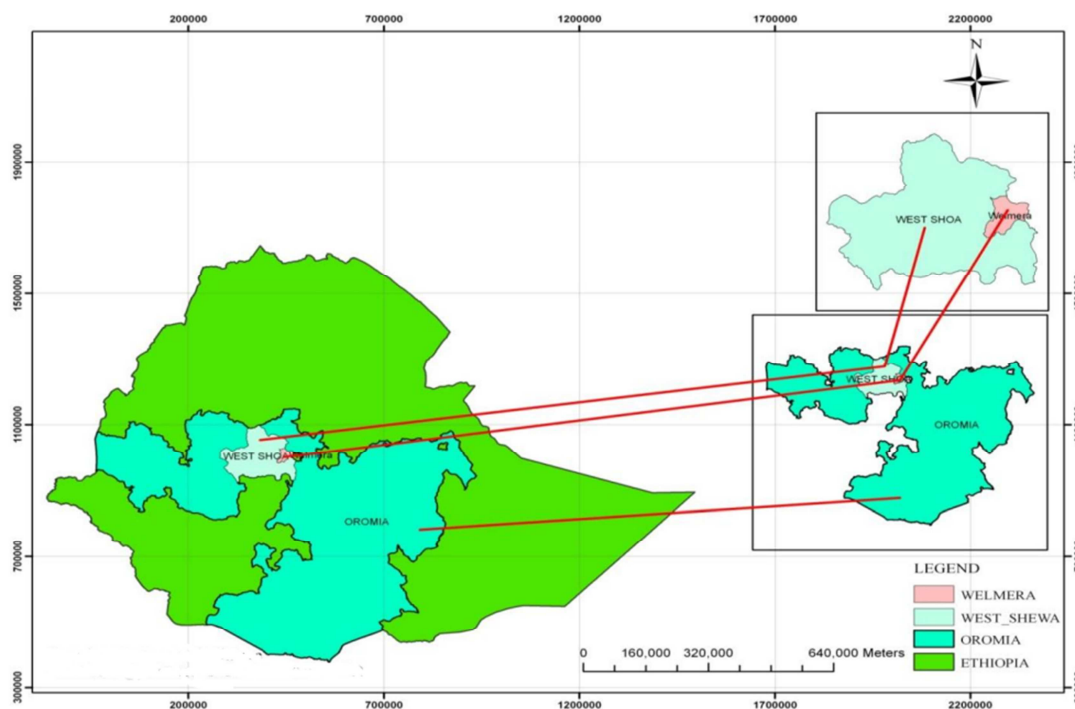 200000 700000 1200000 1700000 2200000
N
1900000
WEST SHOA
Welmera
1500000
WEST SHOA
1100000
OROMIA
WEST SHOA
Welmera
OROMIA
700000
LEGEND
WELMERA
WEST_SHEWA
OROMIA
ETHIOPIA
0 160,000 320,000 640,000 Meters
300000
200000 700000 1200000 1700000 2200000